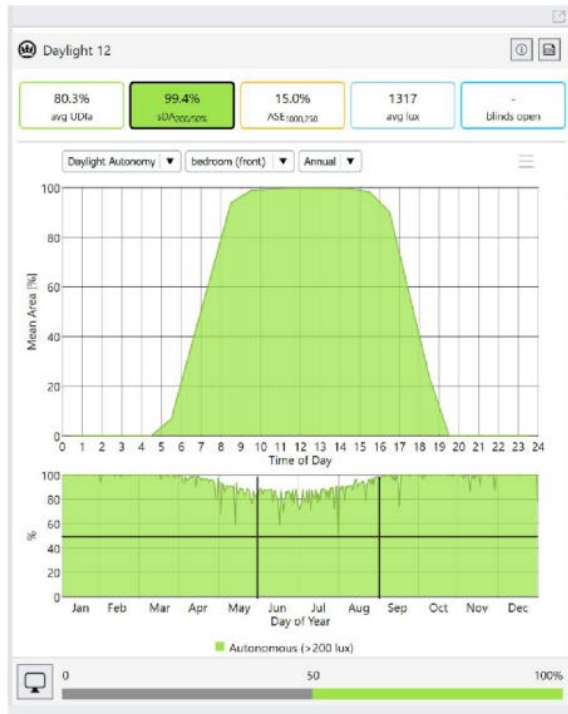 Daylight 12
80.3% 99.4% 15.0% 1317 -
avg UDIa sDA200/50% ASE1000,250 avg lux blinds open
Daylight Autonomy bedroom (front) Annual
100
80
60
40
20
0
Mean Area [%]
0 1 2 3 4 5 6 7 8 9 10 11 12 13 14 15 16 17 18 19 20 21 22 23 24
Time of Day
100
80
60
40
20
0
%
Jan Feb Mar Apr May Jun Jul Aug Sep Oct Nov Dec
Day of Year
Autonomous (>200 lux)
0 50 100%